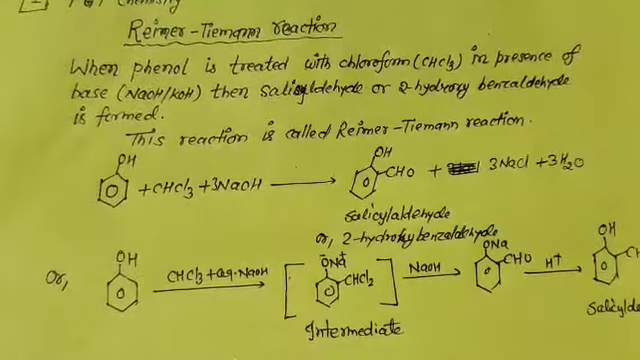 Chemistry
Reimer-Tiemann reaction
When phenol is treated with chloroform (CHCl3) in presence of
base (NaOH/KOH) then Salicylaldehyde or 2-hydroxy benzaldehyde
is formed.
This reaction is called Reimer-Tiemann reaction.
OH OH
+ CHCl3 + 3NaOH → CHO + 3NaCl + 3H2O
Salicylaldehyde
or, 2-hydroxybenzaldehyde
Or, OH CHCl3 + aq. NaOH → [ ONa+ CHCl2 ] NaOH → ONa CHO H+ → OH
Intermediate Salicylde